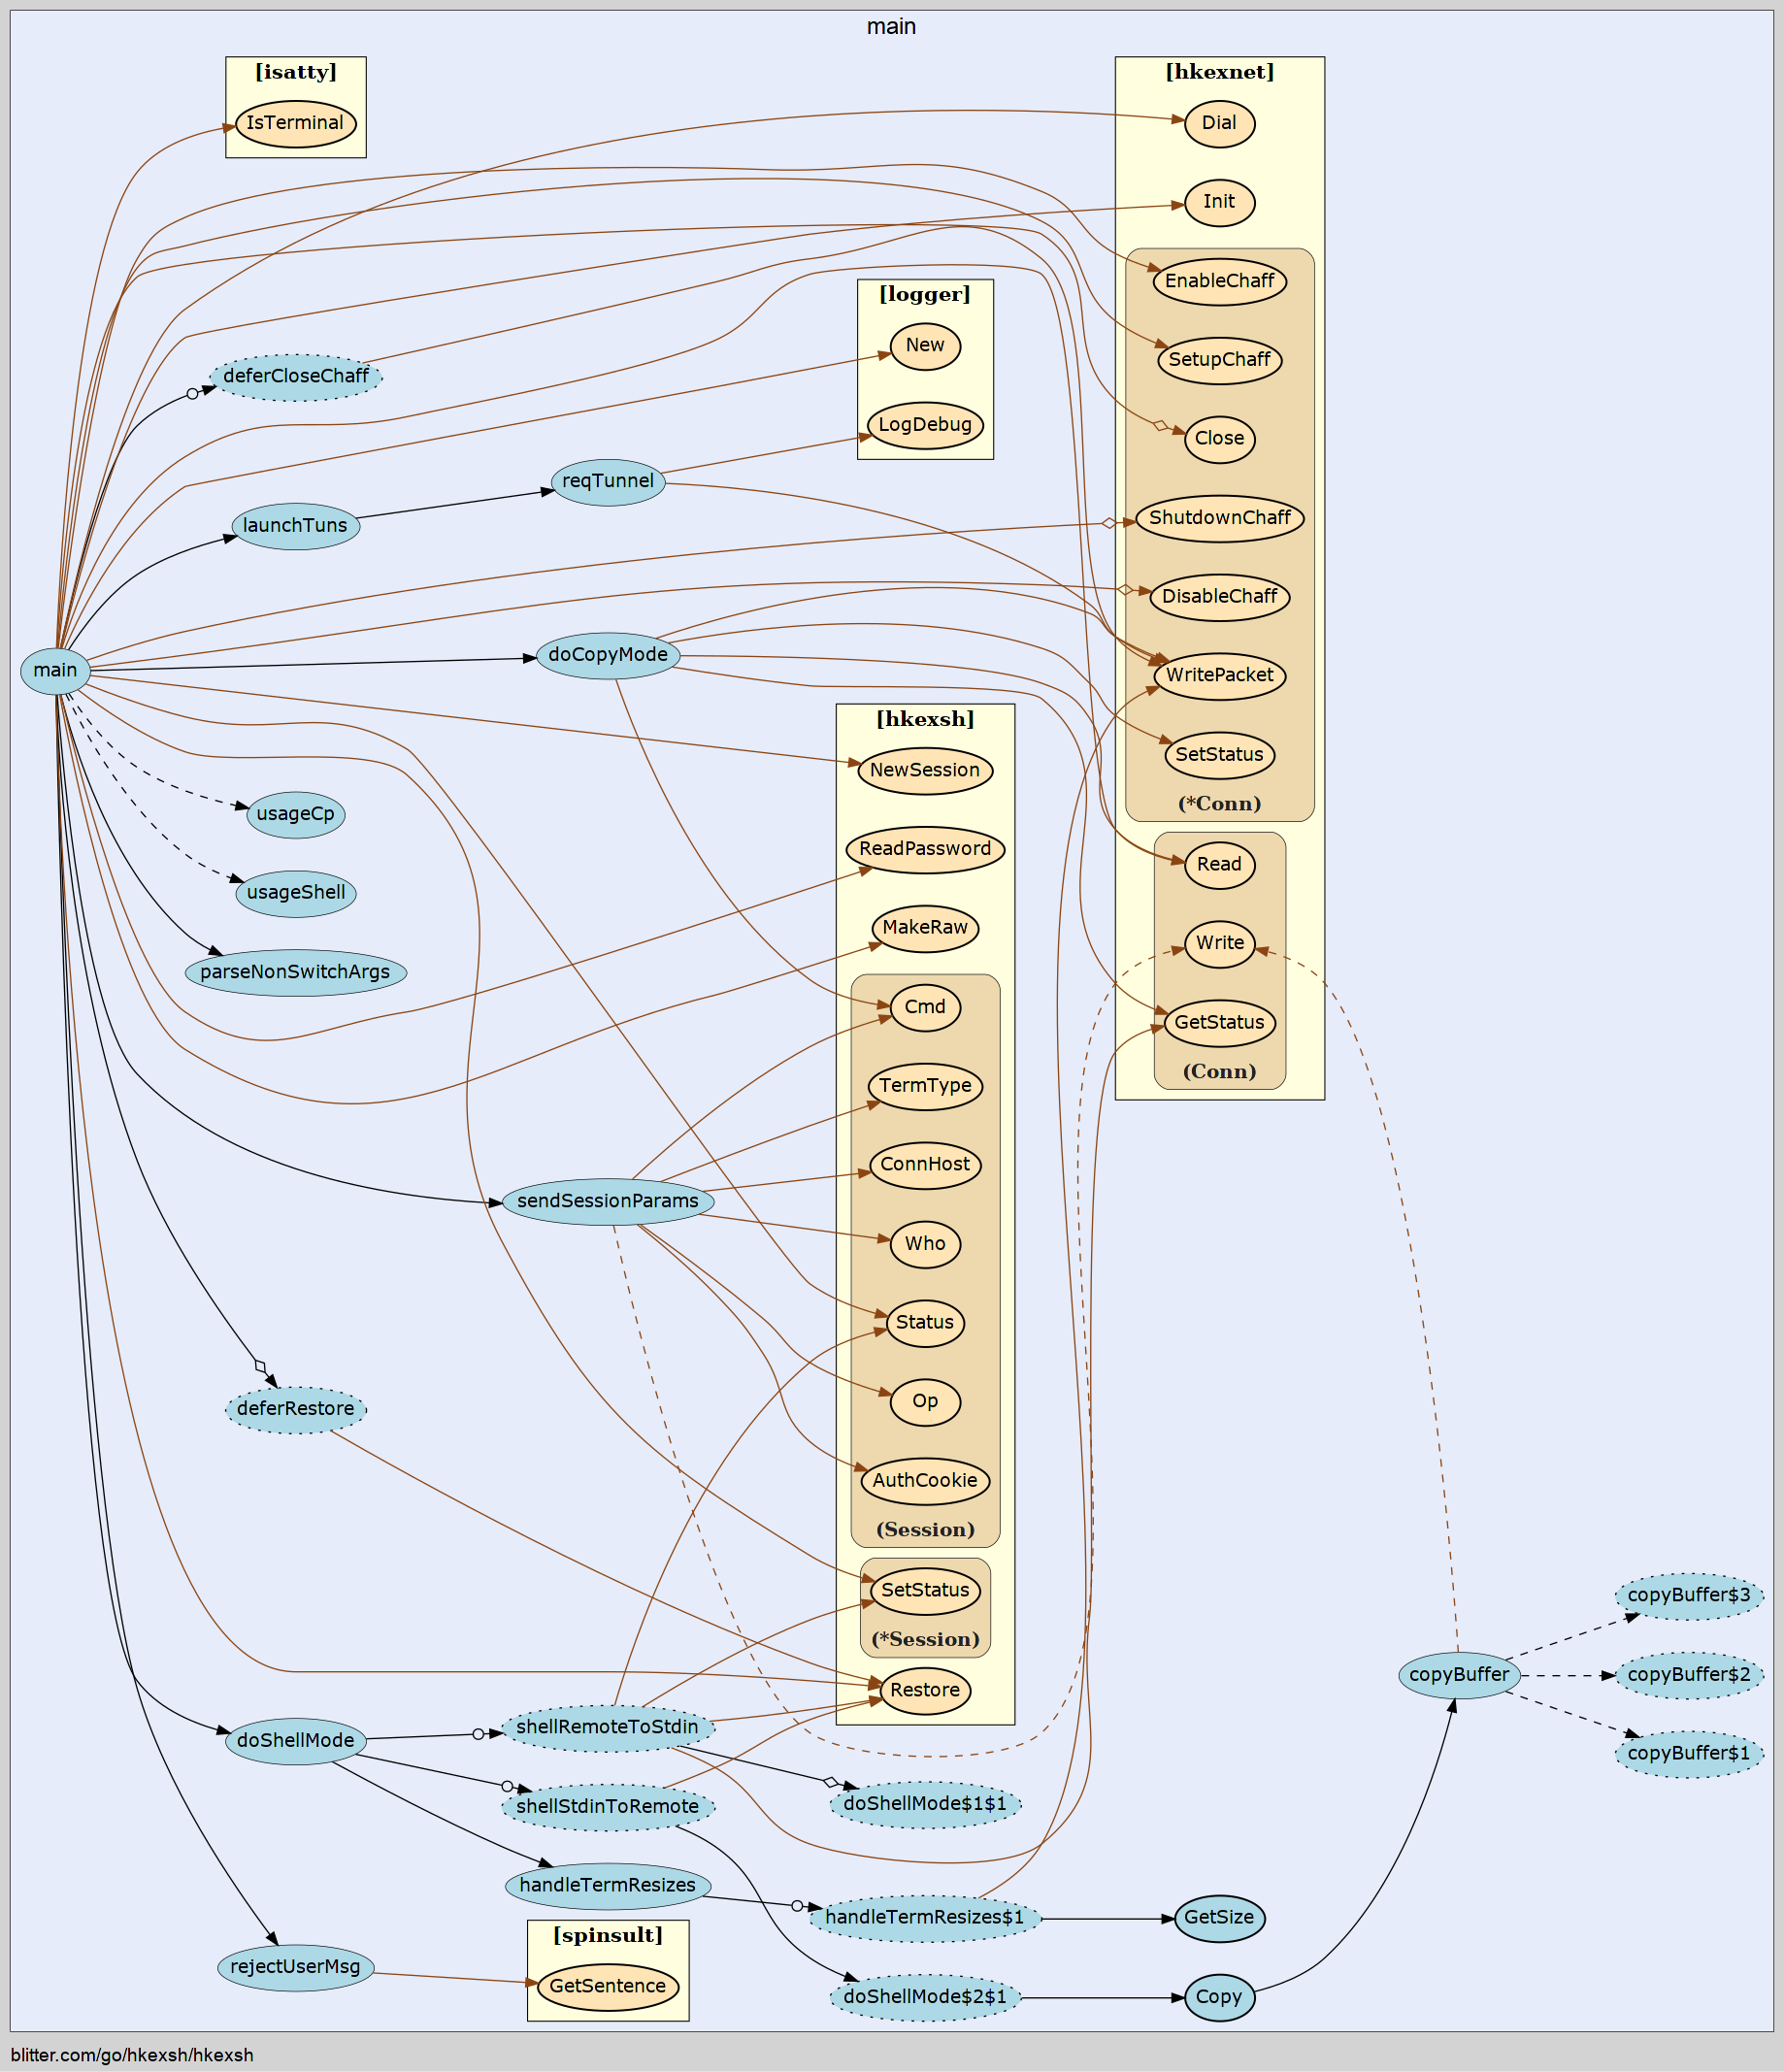 main
[isatty]
IsTerminal
[hkexnet]
Dial
Init
EnableChaff
SetupChaff
Close
ShutdownChaff
DisableChaff
WritePacket
SetStatus
(*Conn)
Read
Write
GetStatus
(Conn)
[logger]
New
LogDebug
deferCloseChaff
reqTunnel
launchTuns
main
doCopyMode
usageCp
usageShell
parseNonSwitchArgs
[hkexsh]
NewSession
ReadPassword
MakeRaw
Cmd
TermType
ConnHost
Who
Status
Op
AuthCookie
(Session)
SetStatus
(*Session)
Restore
sendSessionParams
deferRestore
doShellMode
shellRemoteToStdin
shellStdinToRemote
handleTermResizes
doShellMode$1$1
handleTermResizes$1
doShellMode$2$1
GetSize
Copy
copyBuffer
copyBuffer$3
copyBuffer$2
copyBuffer$1
rejectUserMsg
[spinsult]
GetSentence
blitter.com/go/hkexsh/hkexsh